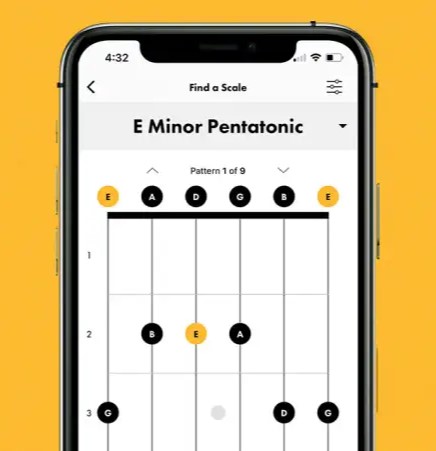 4:32
Find a Scale
E Minor Pentatonic
Pattern 1 of 9
E A D G B E
1
2 B E A
3 G D G